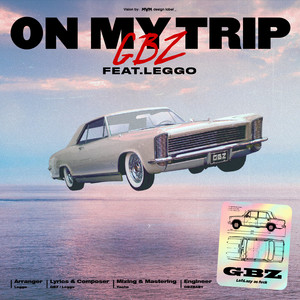 ON MY TRIP
GBZ
FEAT.LEGGO
GBZ
GBZ
Arranger
Leggo
Lyrics & Composer
GBZ / Leggo
Mixing & Mastering
Engineer